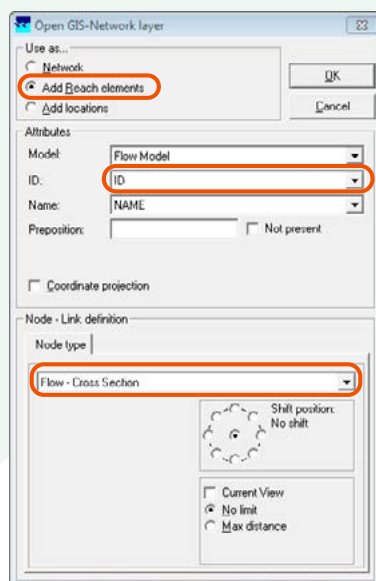 Open GIS-Network layer
Use as...
Network
Add Reach elements
Add locations
OK
Cancel
Attributes
Model: Flow Model
ID: ID
Name: NAME
Preposition: Not present
Coordinate projection
Node - Link definition
Node type
Flow - Cross Section
Shift position:
No shift
Current View
No limit
Max distance